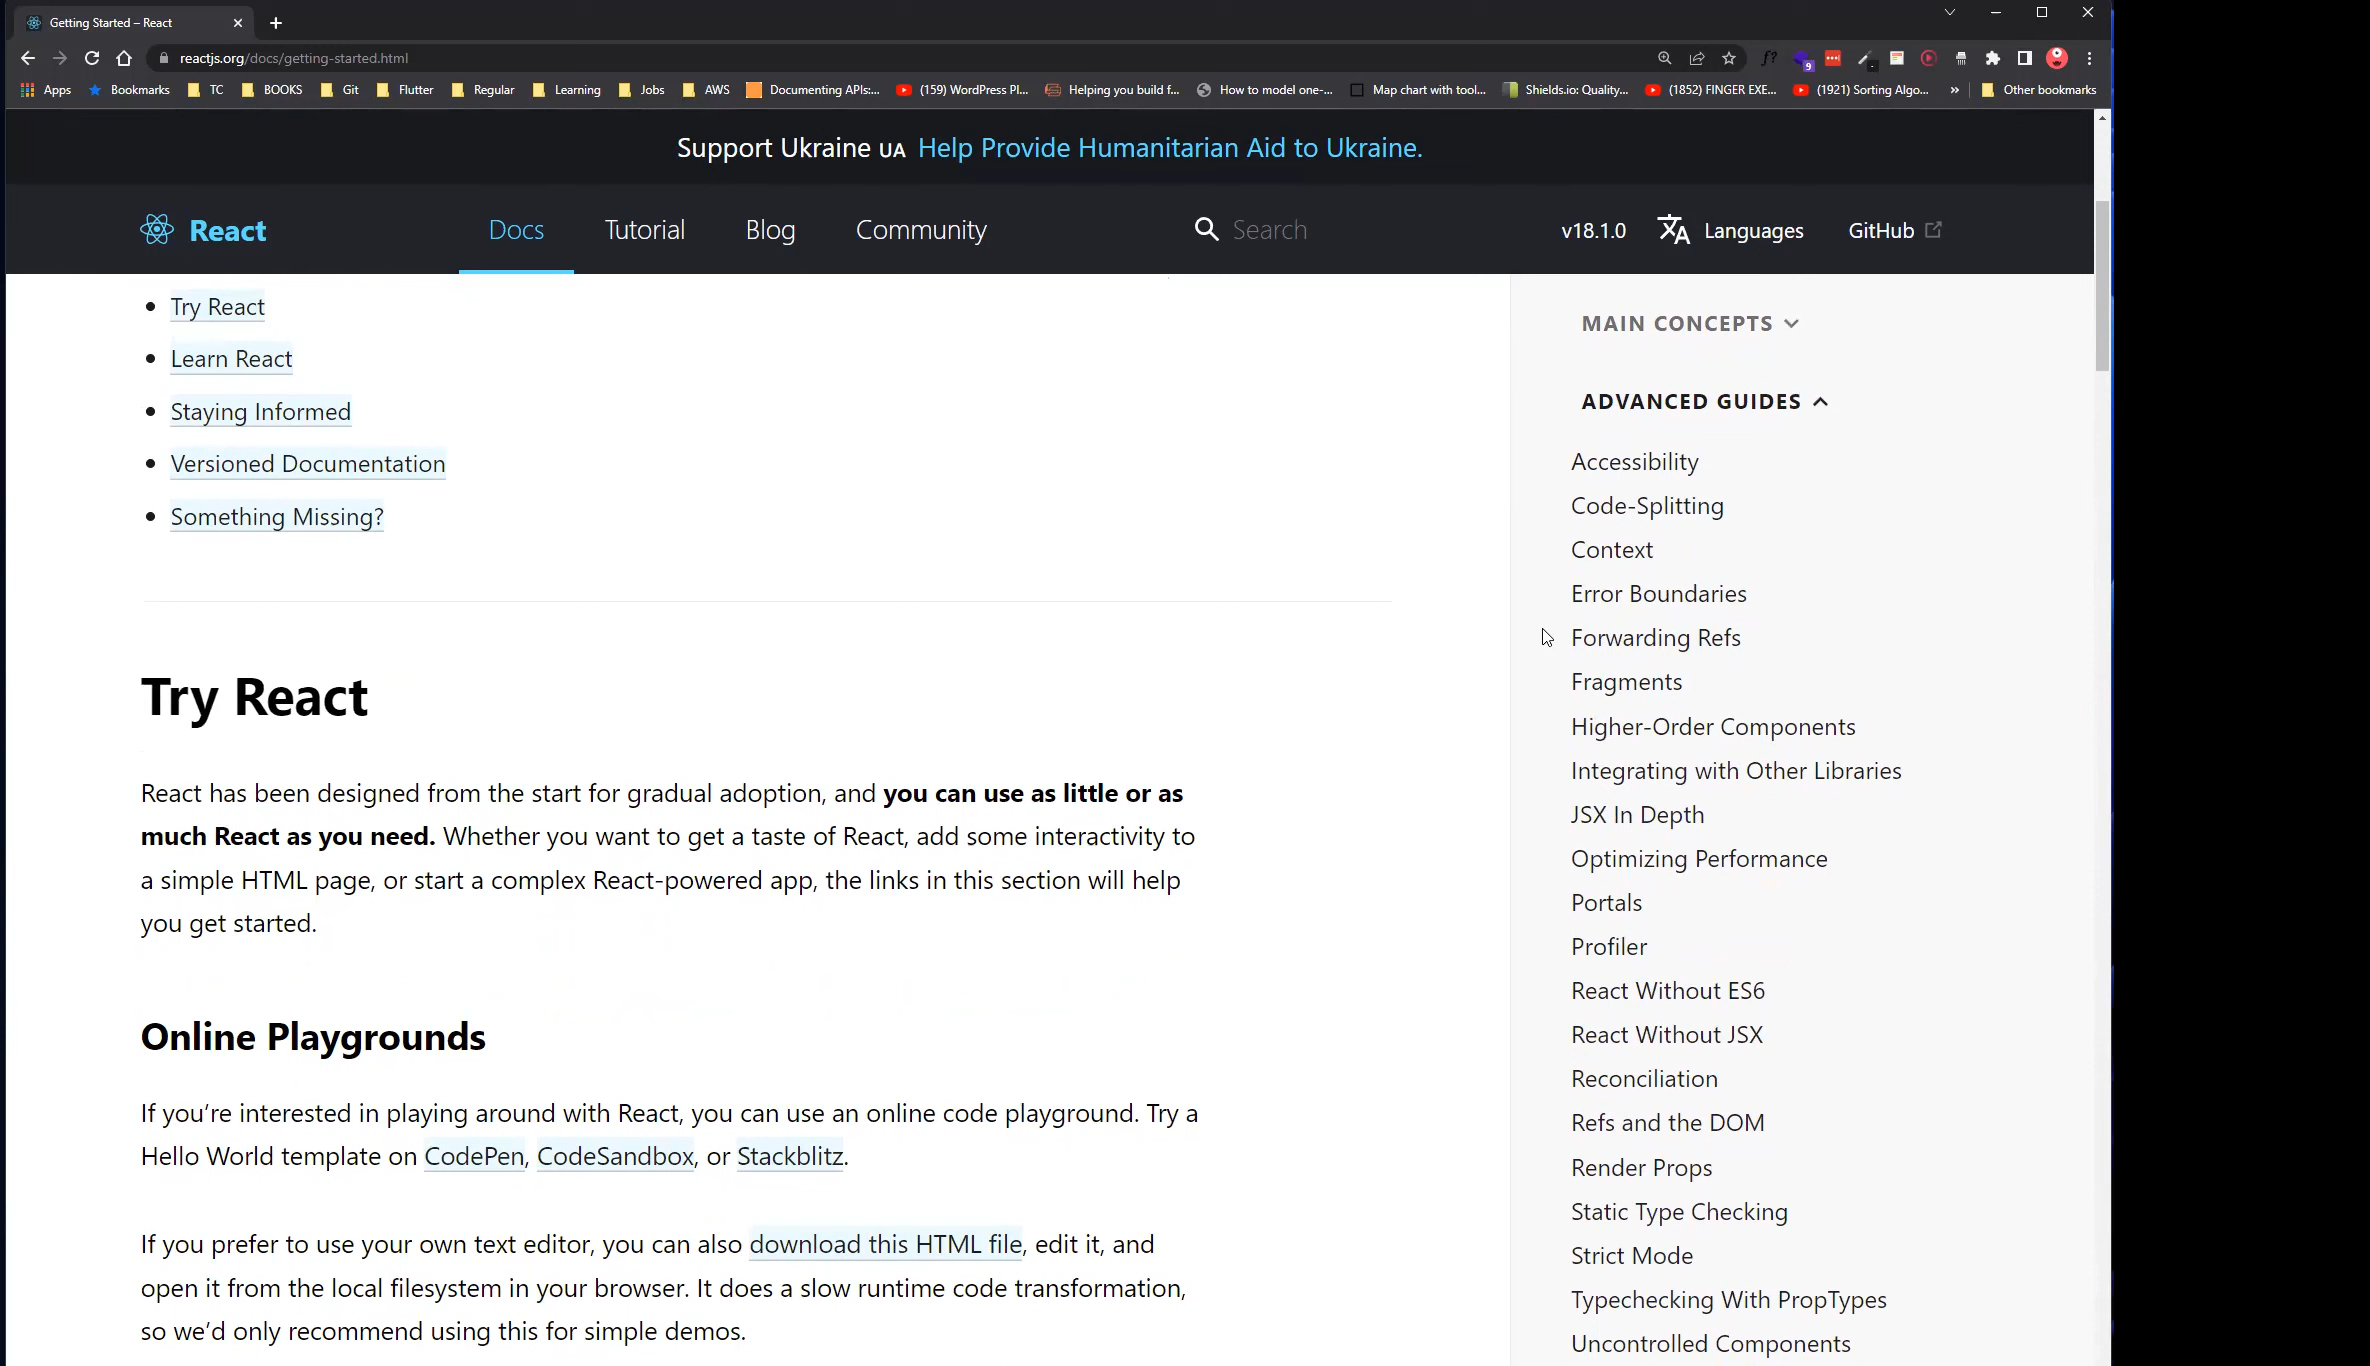 Getting Started – React
reactjs.org/docs/getting-started.html
f?
9
Apps
Bookmarks
TC
BOOKS
Git
Flutter
Regular
Learning
Jobs
AWS
Documenting APIs:...
(159) WordPress Pl...
Helping you build f...
How to model one-...
Map chart with tool...
Shields.io: Quality...
(1852) FINGER EXE...
(1921) Sorting Algo...
»
Other bookmarks
Support Ukraine UA Help Provide Humanitarian Aid to Ukraine.
React
Docs
Tutorial
Blog
Community
Search
v18.1.0
Languages
GitHub
Try React
Learn React
Staying Informed
Versioned Documentation
Something Missing?
Try React
React has been designed from the start for gradual adoption, and you can use as little or as
much React as you need. Whether you want to get a taste of React, add some interactivity to
a simple HTML page, or start a complex React-powered app, the links in this section will help
you get started.
Online Playgrounds
If you’re interested in playing around with React, you can use an online code playground. Try a
Hello World template on CodePen, CodeSandbox, or Stackblitz.
If you prefer to use your own text editor, you can also download this HTML file, edit it, and
open it from the local filesystem in your browser. It does a slow runtime code transformation,
so we’d only recommend using this for simple demos.
MAIN CONCEPTS
ADVANCED GUIDES
Accessibility
Code-Splitting
Context
Error Boundaries
Forwarding Refs
Fragments
Higher-Order Components
Integrating with Other Libraries
JSX In Depth
Optimizing Performance
Portals
Profiler
React Without ES6
React Without JSX
Reconciliation
Refs and the DOM
Render Props
Static Type Checking
Strict Mode
Typechecking With PropTypes
Uncontrolled Components